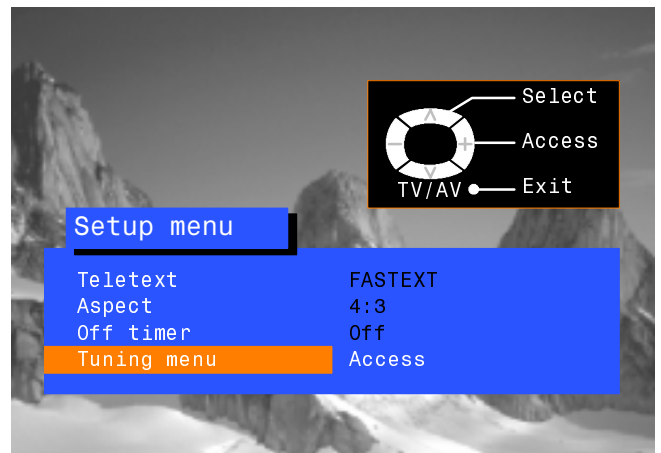 Select
Access
TV/AV Exit
Setup menu
Teletext FASTEXT
Aspect 4:3
Off timer Off
Tuning menu Access